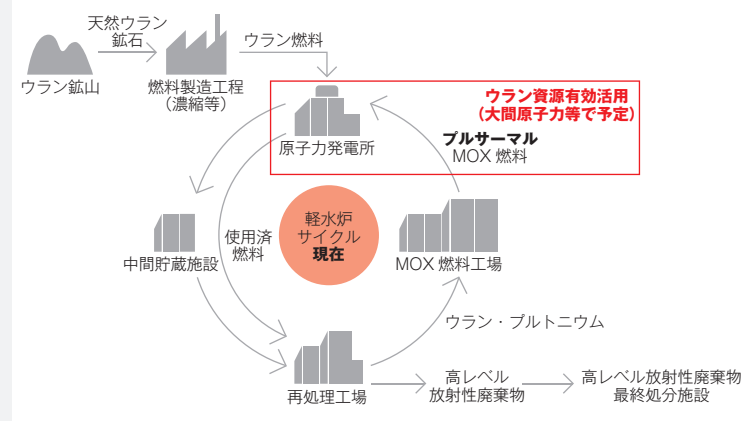 天然ウラン
鉱石
ウラン燃料
ウラン鉱山
燃料製造工程
(濃縮等)
ウラン資源有効活用
(大間原子力等で予定)
プルサーマル
MOX 燃料
原子力発電所
軽水炉
サイクル
現在
使用済
燃料
中間貯蔵施設
MOX 燃料工場
ウラン・プルトニウム
再処理工場
高レベル
放射性廃棄物
高レベル放射性廃棄物
最終処分施設